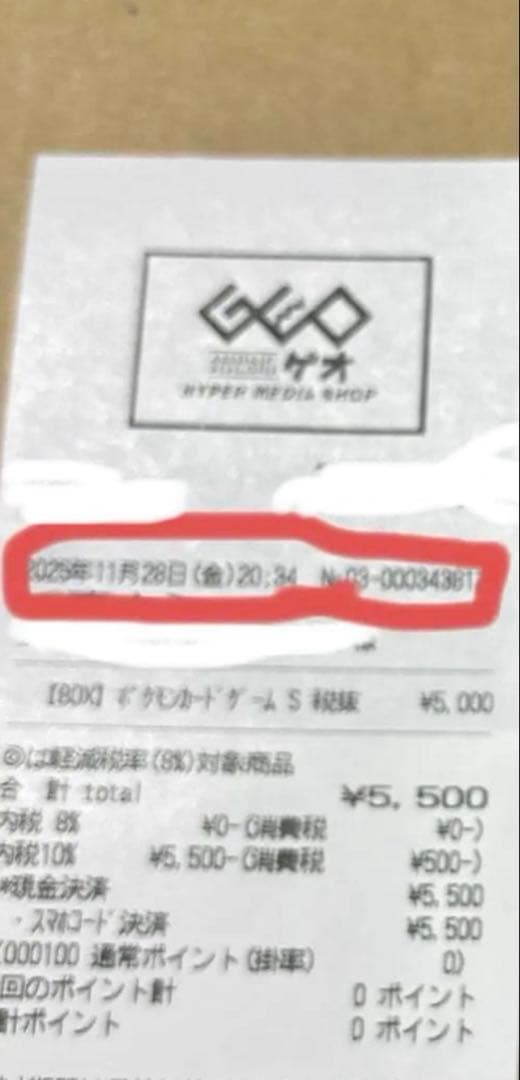 GEO
ゲオ
HYPER MEDIA SHOP
2025年11月28日(金)20:34 No 03-00034381
【BOX】ポケモンカードゲーム S 税抜 ¥5,000
◎は軽減税率(8%)対象商品
合 計 total ¥5,500
内税 8% ¥0-(消費税 ¥0-)
内税10% ¥5,500-(消費税 ¥500-)
*現金決済 ¥5,500
・スマホコード決済 ¥5,500
000100 通常ポイント(掛率) 0)
回のポイント計 0 ポイント
計ポイント 0 ポイント